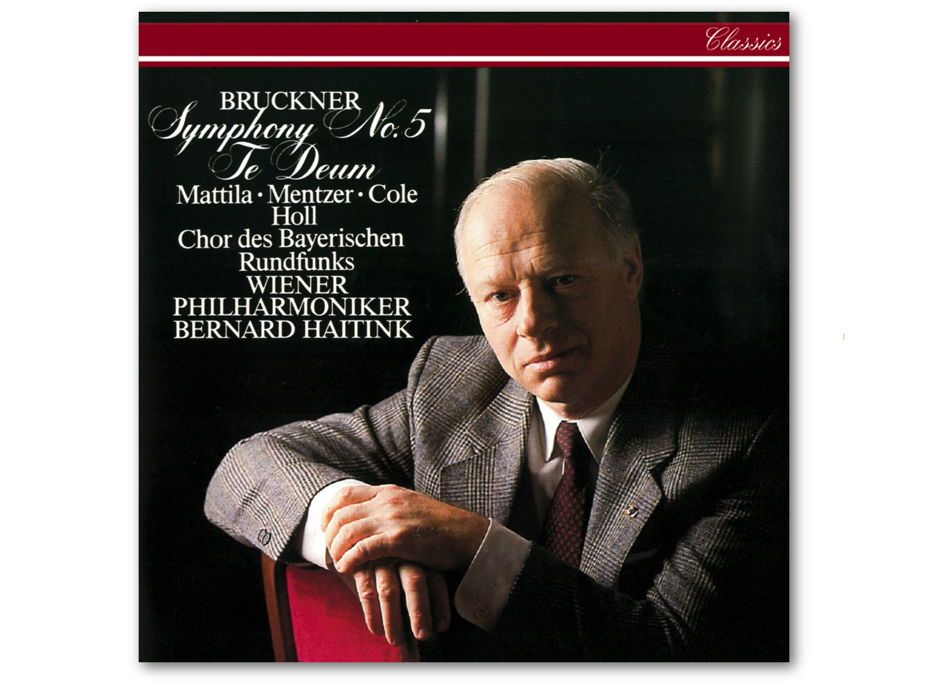 Classics
BRUCKNER
Symphony No. 5
Te Deum
Mattila · Mentzer · Cole
Holl
Chor des Bayerischen
Rundfunks
WIENER
PHILHARMONIKER
BERNARD HAITINK